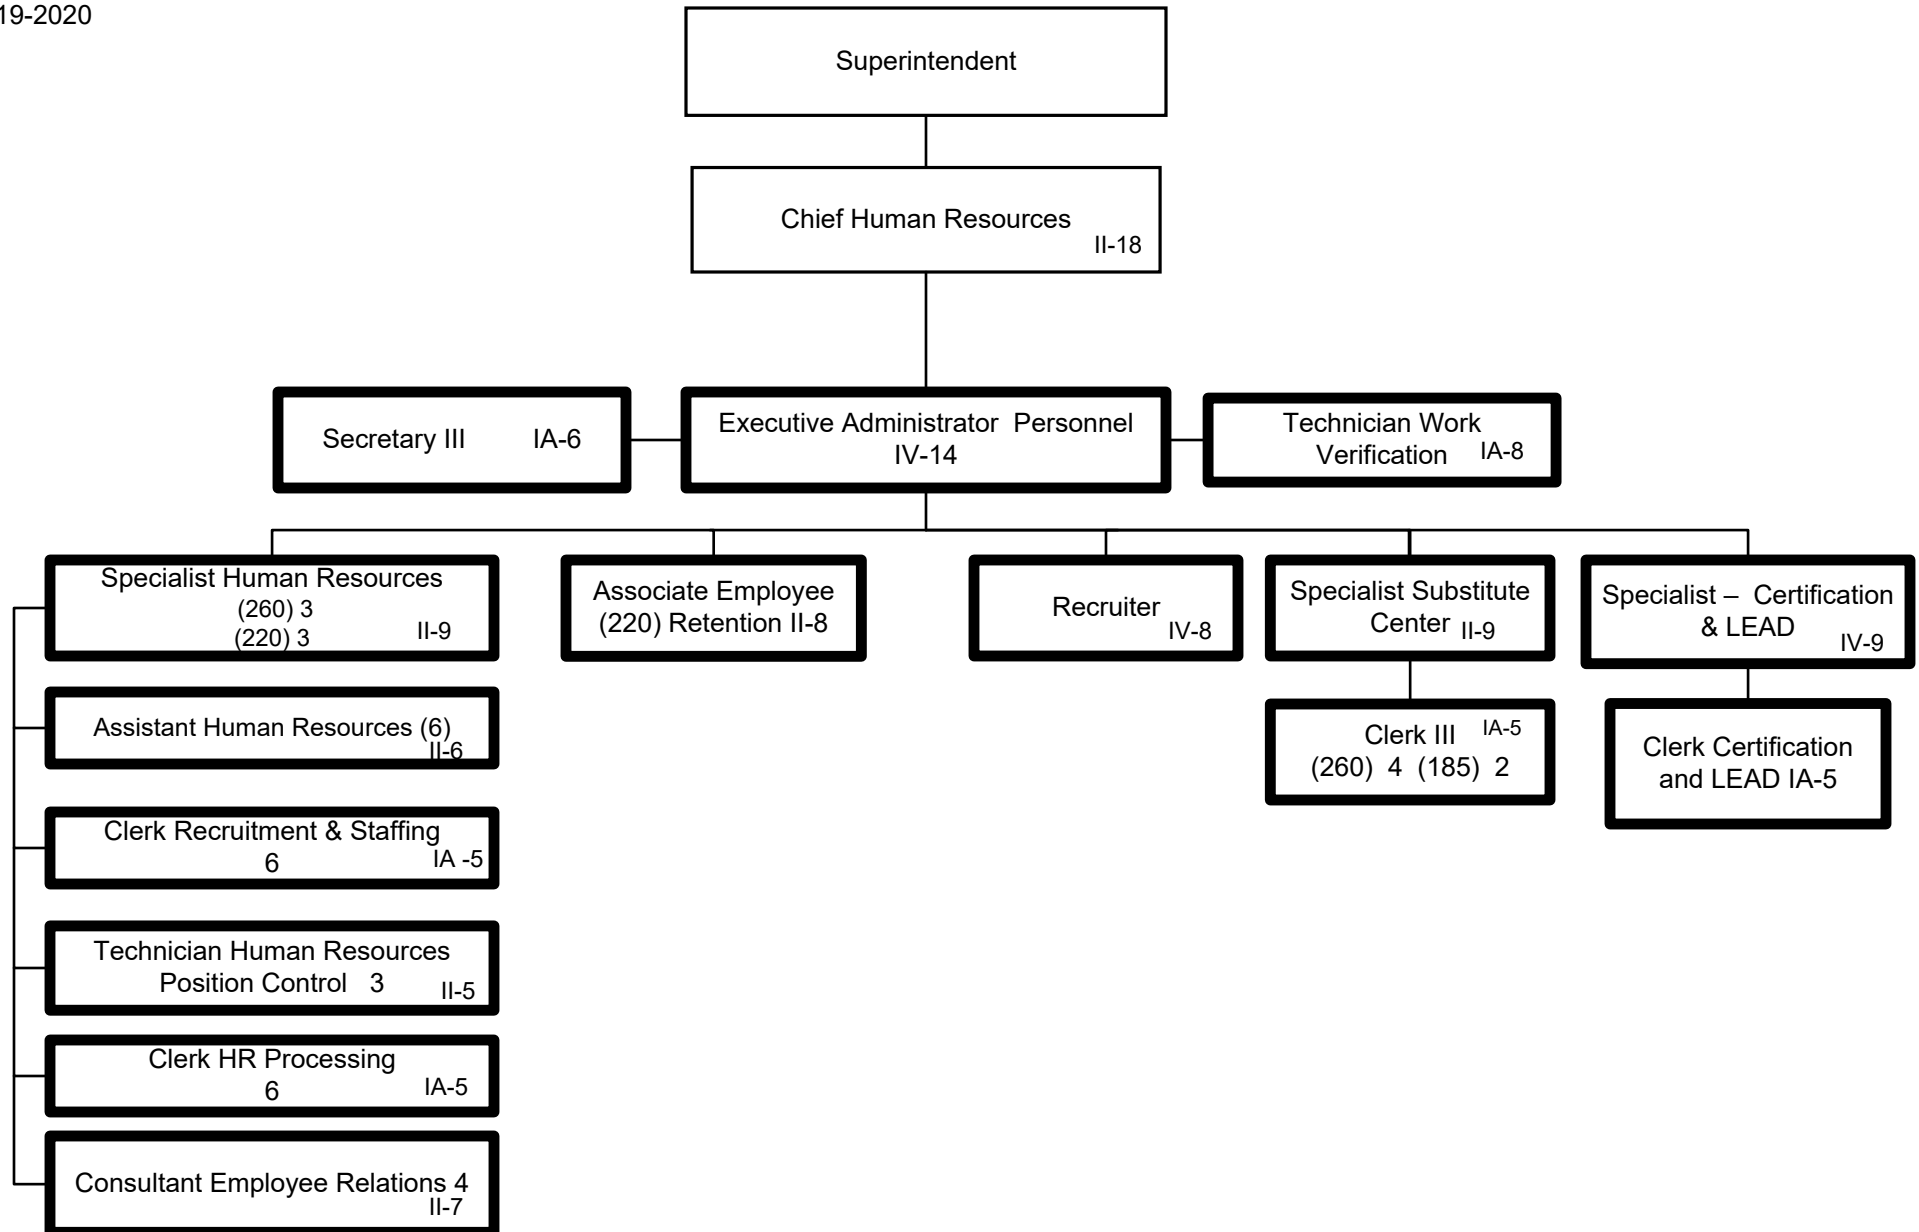 19-2020
Superintendent
Chief Human Resources
II-18
Secretary III IA-6
Executive Administrator Personnel
IV-14
Technician Work
Verification IA-8
Specialist Human Resources
(260) 3
(220) 3 II-9
Associate Employee
(220) Retention II-8
Recruiter
IV-8
Specialist Substitute
Center II-9
Specialist – Certification
& LEAD
IV-9
Assistant Human Resources (6)
II-6
Clerk III IA-5
(260) 4 (185) 2
Clerk Certification
and LEAD IA-5
Clerk Recruitment & Staffing
6 IA -5
Technician Human Resources
Position Control 3 II-5
Clerk HR Processing
6 IA-5
Consultant Employee Relations 4
II-7